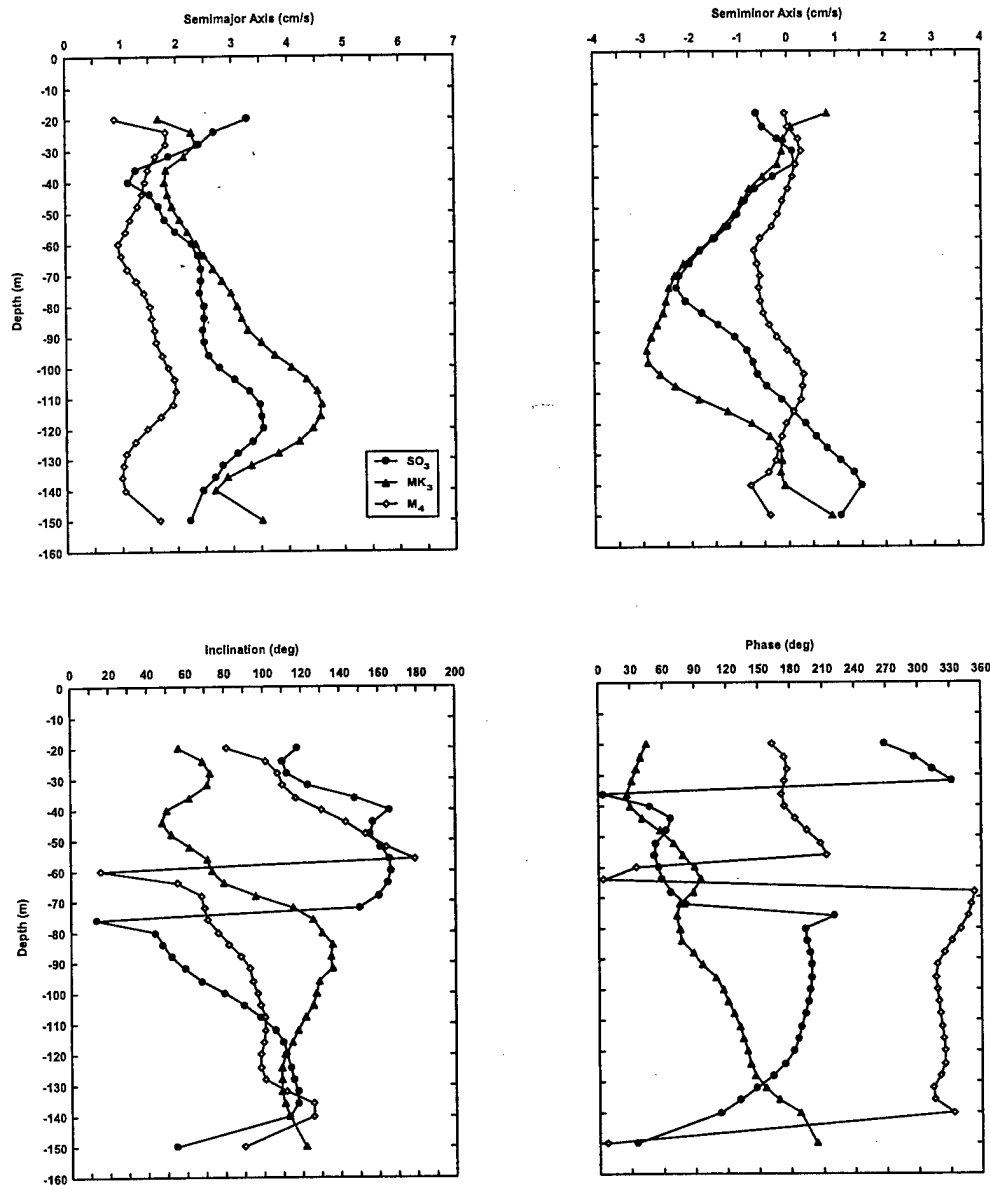 Semimajor Axis (cm/s)
0 1 2 3 4 5 6 7
0
-10
-20
-30
-40
-50
-60
-70
-80
-90
-100
-110
-120
-130
-140
-150
-160
Depth (m)
SO3
MK3
M4
Semiminor Axis (cm/s)
-4 -3 -2 -1 0 1 2 3 4
Inclination (deg)
0 20 40 60 80 100 120 140 160 180 200
0
-10
-20
-30
-40
-50
-60
-70
-80
-90
-100
-110
-120
-130
-140
-150
-160
Depth (m)
Phase (deg)
0 30 60 90 120 150 180 210 240 270 300 330 360